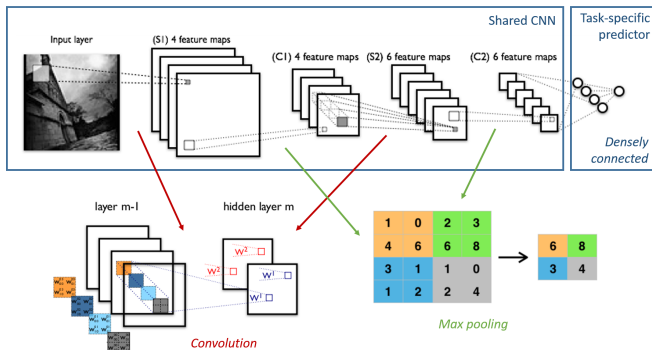 Shared CNN
Task-specific
predictor
Input layer
(S1) 4 feature maps
(C1) 4 feature maps
(S2) 6 feature maps
(C2) 6 feature maps
Densely
connected
layer m-1
hidden layer m
w²
w²
w¹
w¹
1 0 2 3
4 6 6 8
3 1 1 0
1 2 2 4
6 8
3 4
Convolution
Max pooling